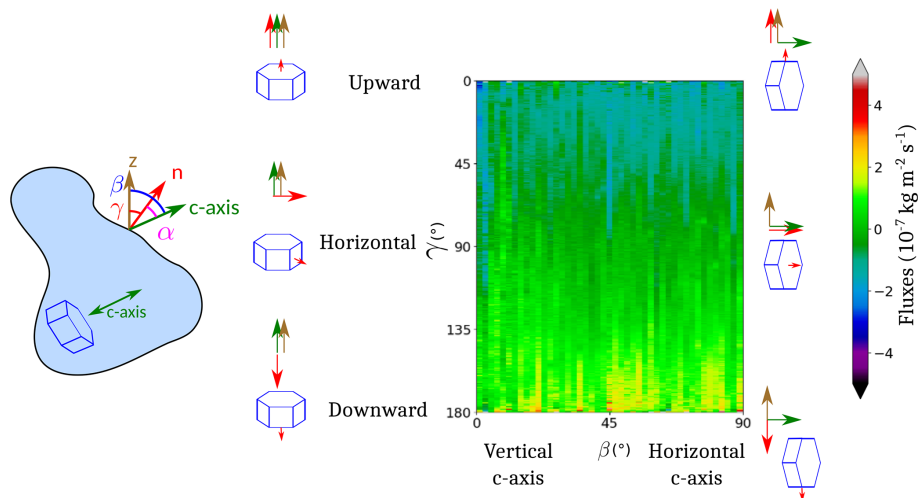 z
n
β
γ
c-axis
α
c-axis
Upward
Horizontal
Downward
γ(°)
0
45
90
135
180
0
45
90
Vertical
c-axis
β(°)
Horizontal
c-axis
4
2
0
−2
−4
Fluxes (10⁻⁷ kg m⁻² s⁻¹)